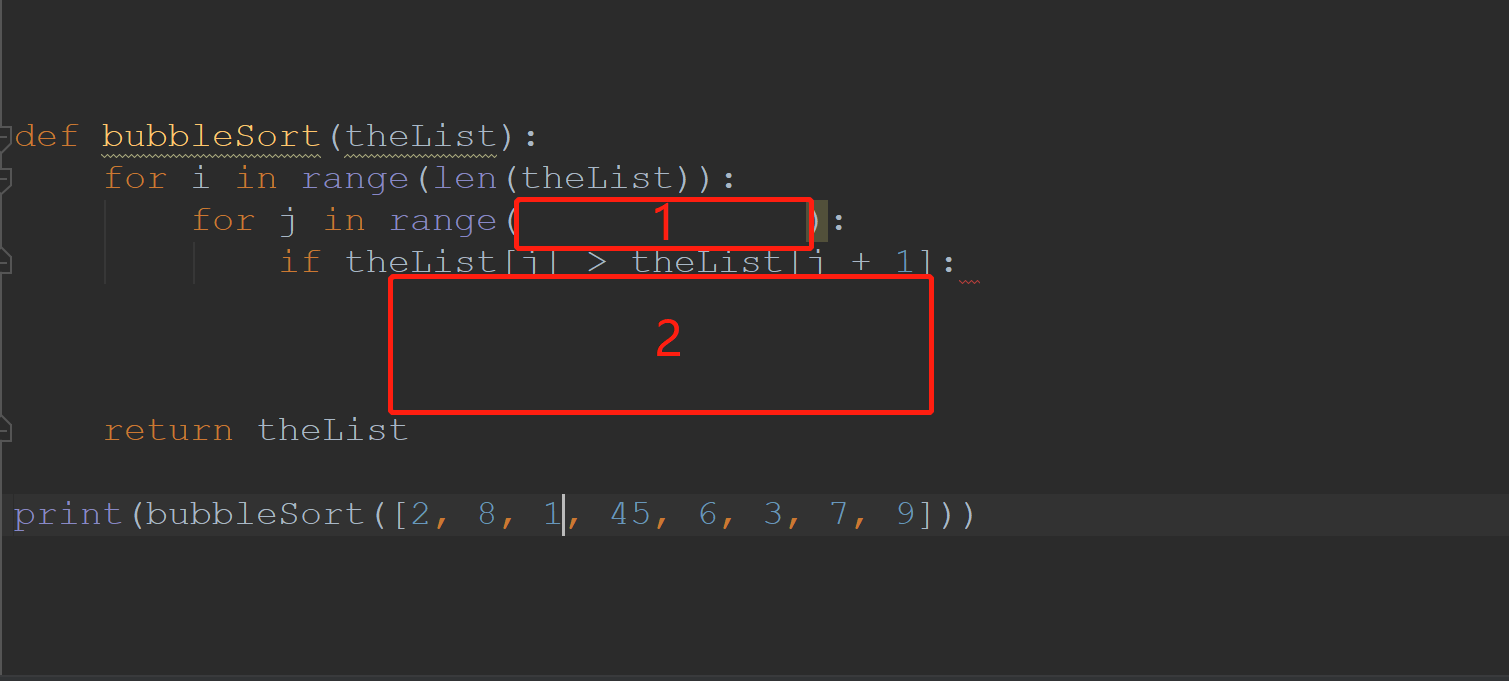 def bubbleSort(theList):
for i in range(len(theList)):
for j in range(1):
if theList[j] > theList[j + 1]:
2
return theList
print(bubbleSort([2, 8, 1, 45, 6, 3, 7, 9]))